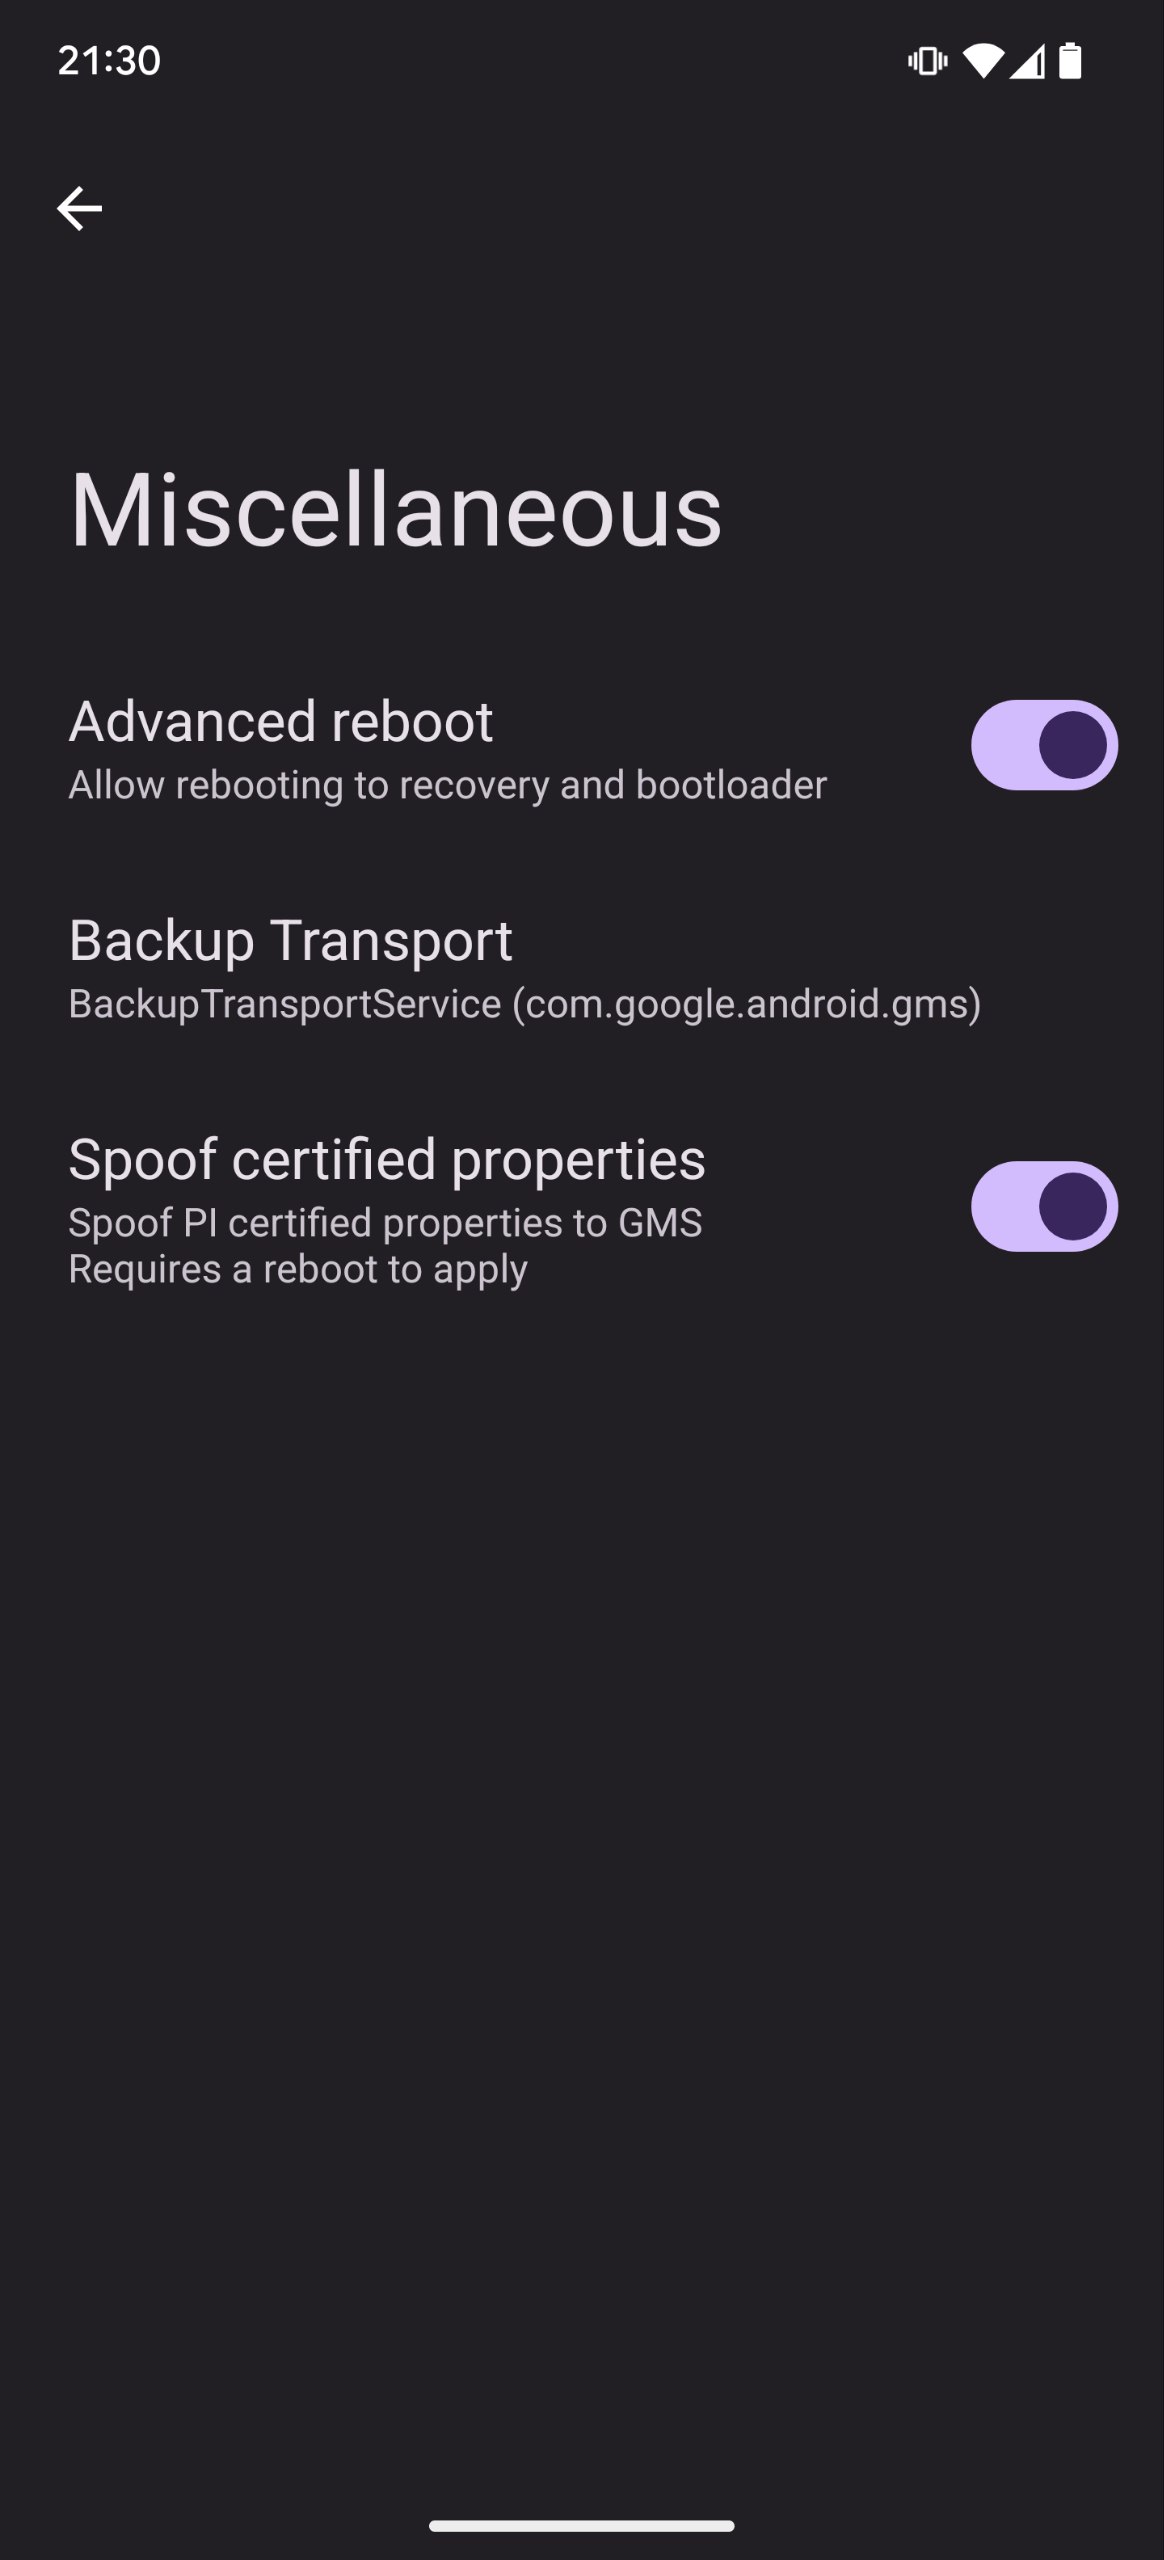 21:30
Miscellaneous
Advanced reboot
Allow rebooting to recovery and bootloader
Backup Transport
BackupTransportService (com.google.android.gms)
Spoof certified properties
Spoof PI certified properties to GMS
Requires a reboot to apply